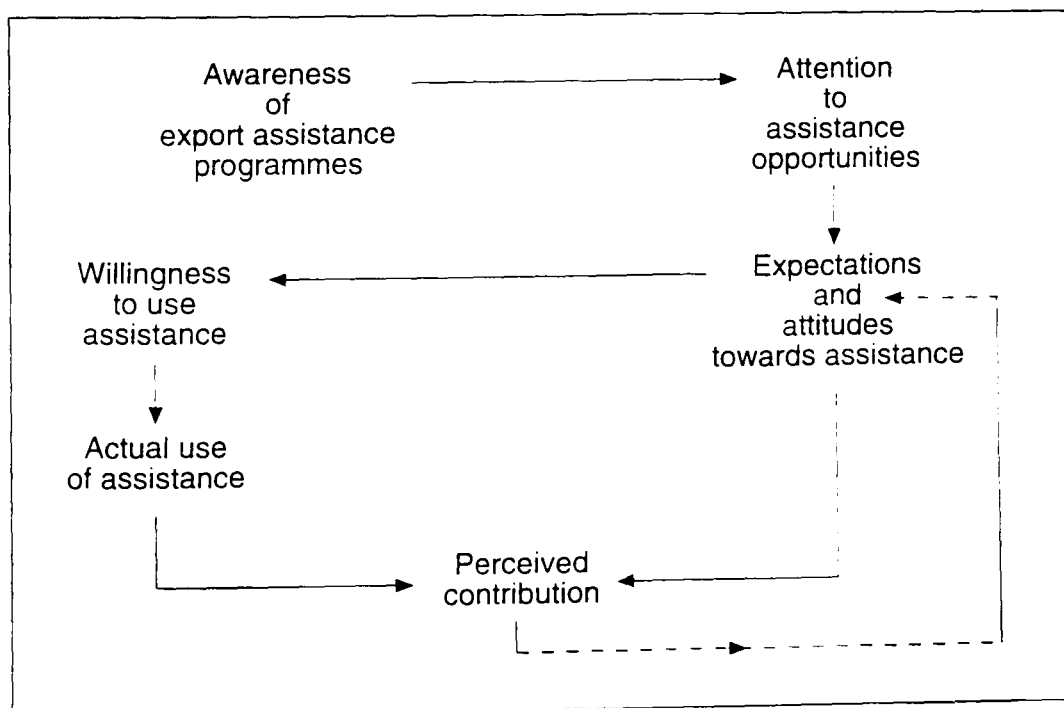 Awareness
of
export assistance
programmes
Attention
to
assistance
opportunities
Willingness
to use
assistance
Expectations
and
attitudes
towards assistance
Actual use
of assistance
Perceived
contribution